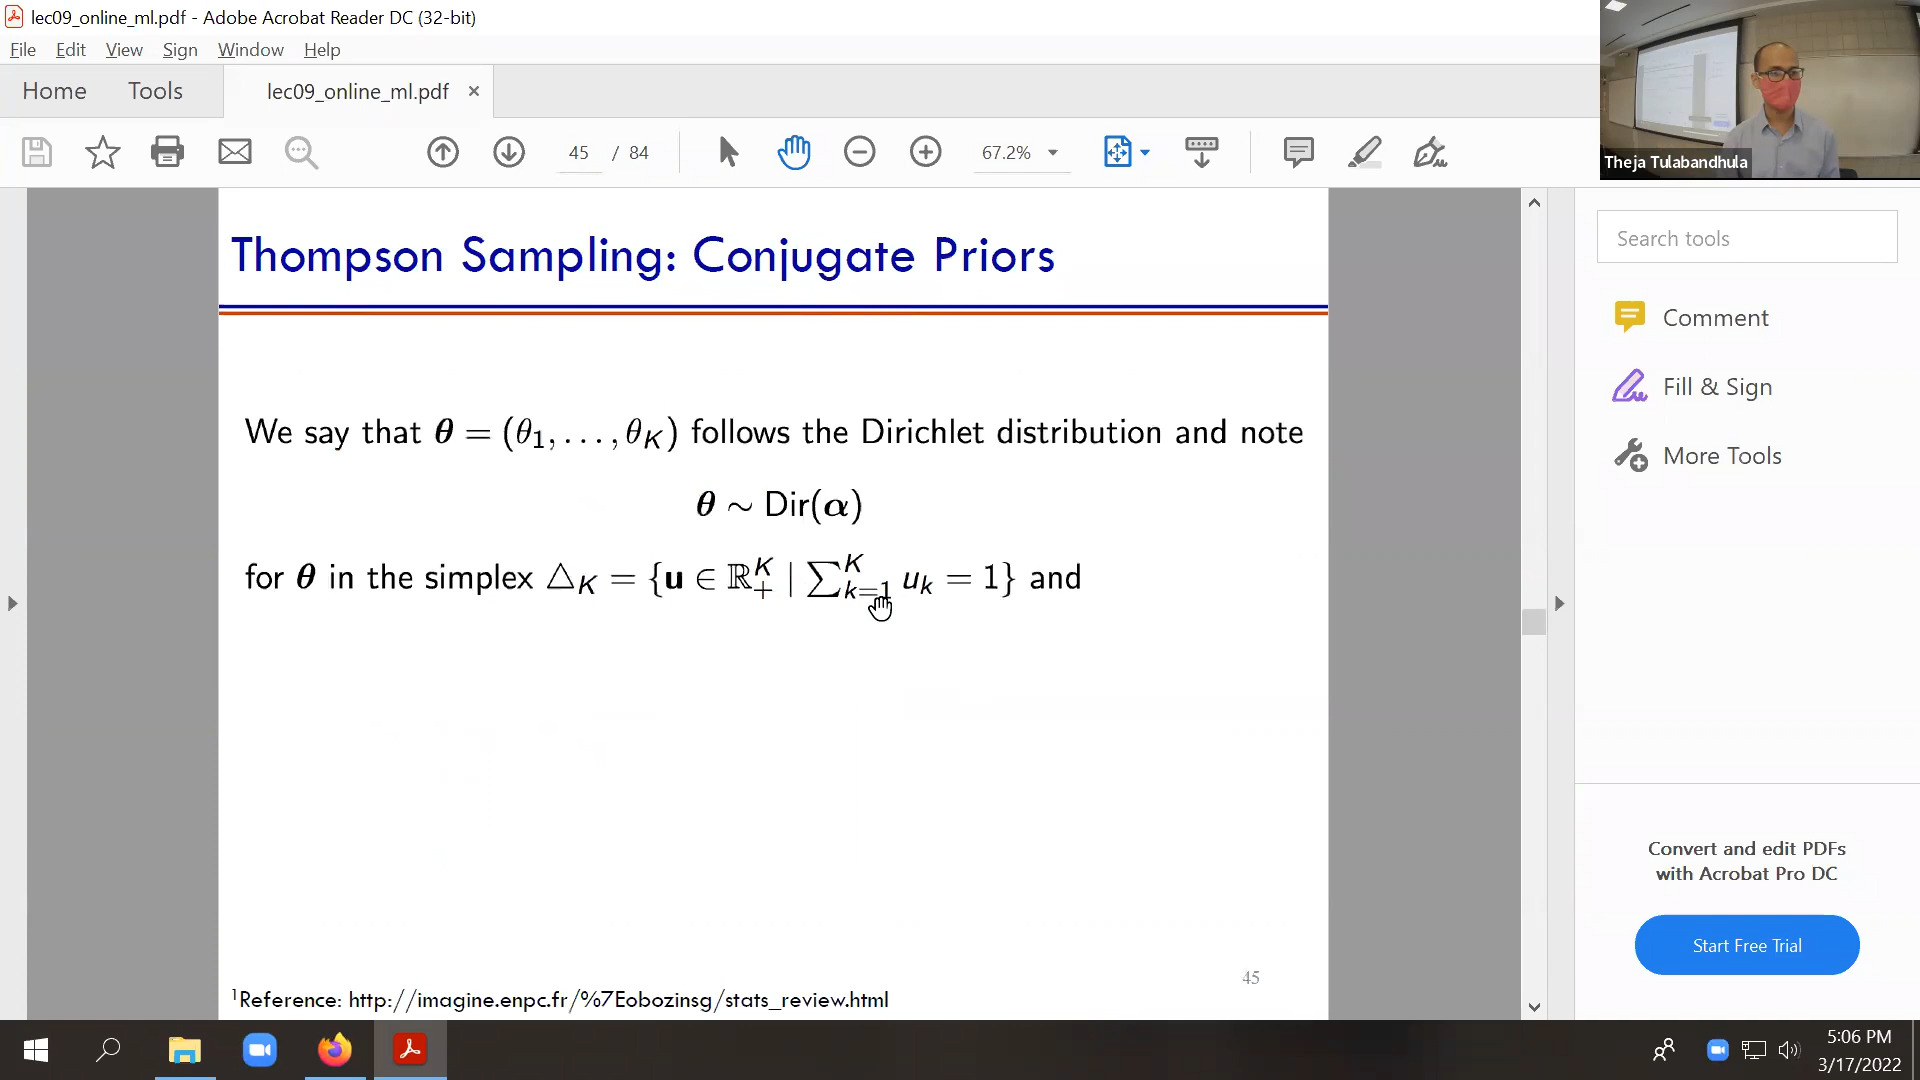 lec09_online_ml.pdf - Adobe Acrobat Reader DC (32-bit)
File Edit View Sign Window Help
Home Tools lec09_online_ml.pdf ×
45 / 84 67.2%
Theja Tulabandhula
Thompson Sampling: Conjugate Priors
We say that θ = (θ₁, . . . , θ_K) follows the Dirichlet distribution and note
θ ∼ Dir(α)
for θ in the simplex △_K = {u ∈ ℝ₊^K | ∑_{k=1}^K u_k = 1} and
45
¹Reference: http://imagine.enpc.fr/%7Eobozinsg/stats_review.html
Search tools
Comment
Fill & Sign
More Tools
Convert and edit PDFs
with Acrobat Pro DC
Start Free Trial
5:06 PM
3/17/2022